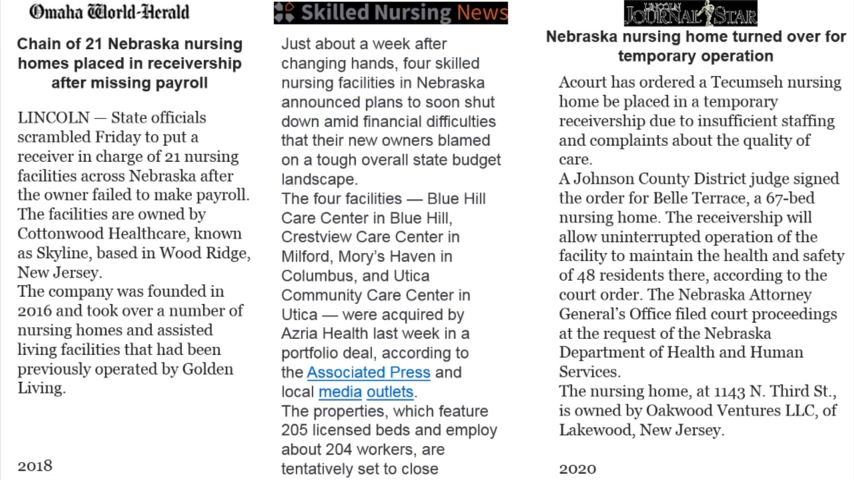 Omaha World-Herald
Chain of 21 Nebraska nursing
homes placed in receivership
after missing payroll
LINCOLN — State officials
scrambled Friday to put a
receiver in charge of 21 nursing
facilities across Nebraska after
the owner failed to make payroll.
The facilities are owned by
Cottonwood Healthcare, known
as Skyline, based in Wood Ridge,
New Jersey.
The company was founded in
2016 and took over a number of
nursing homes and assisted
living facilities that had been
previously operated by Golden
Living.
2018
Skilled Nursing News
Just about a week after
changing hands, four skilled
nursing facilities in Nebraska
announced plans to soon shut
down amid financial difficulties
that their new owners blamed
on a tough overall state budget
landscape.
The four facilities — Blue Hill
Care Center in Blue Hill,
Crestview Care Center in
Milford, Mory's Haven in
Columbus, and Utica
Community Care Center in
Utica — were acquired by
Azria Health last week in a
portfolio deal, according to
the Associated Press and
local media outlets.
The properties, which feature
205 licensed beds and employ
about 204 workers, are
tentatively set to close
LINCOLN
JOURNAL STAR
Nebraska nursing home turned over for
temporary operation
Acourt has ordered a Tecumseh nursing
home be placed in a temporary
receivership due to insufficient staffing
and complaints about the quality of
care.
A Johnson County District judge signed
the order for Belle Terrace, a 67-bed
nursing home. The receivership will
allow uninterrupted operation of the
facility to maintain the health and safety
of 48 residents there, according to the
court order. The Nebraska Attorney
General's Office filed court proceedings
at the request of the Nebraska
Department of Health and Human
Services.
The nursing home, at 1143 N. Third St.,
is owned by Oakwood Ventures LLC, of
Lakewood, New Jersey.
2020